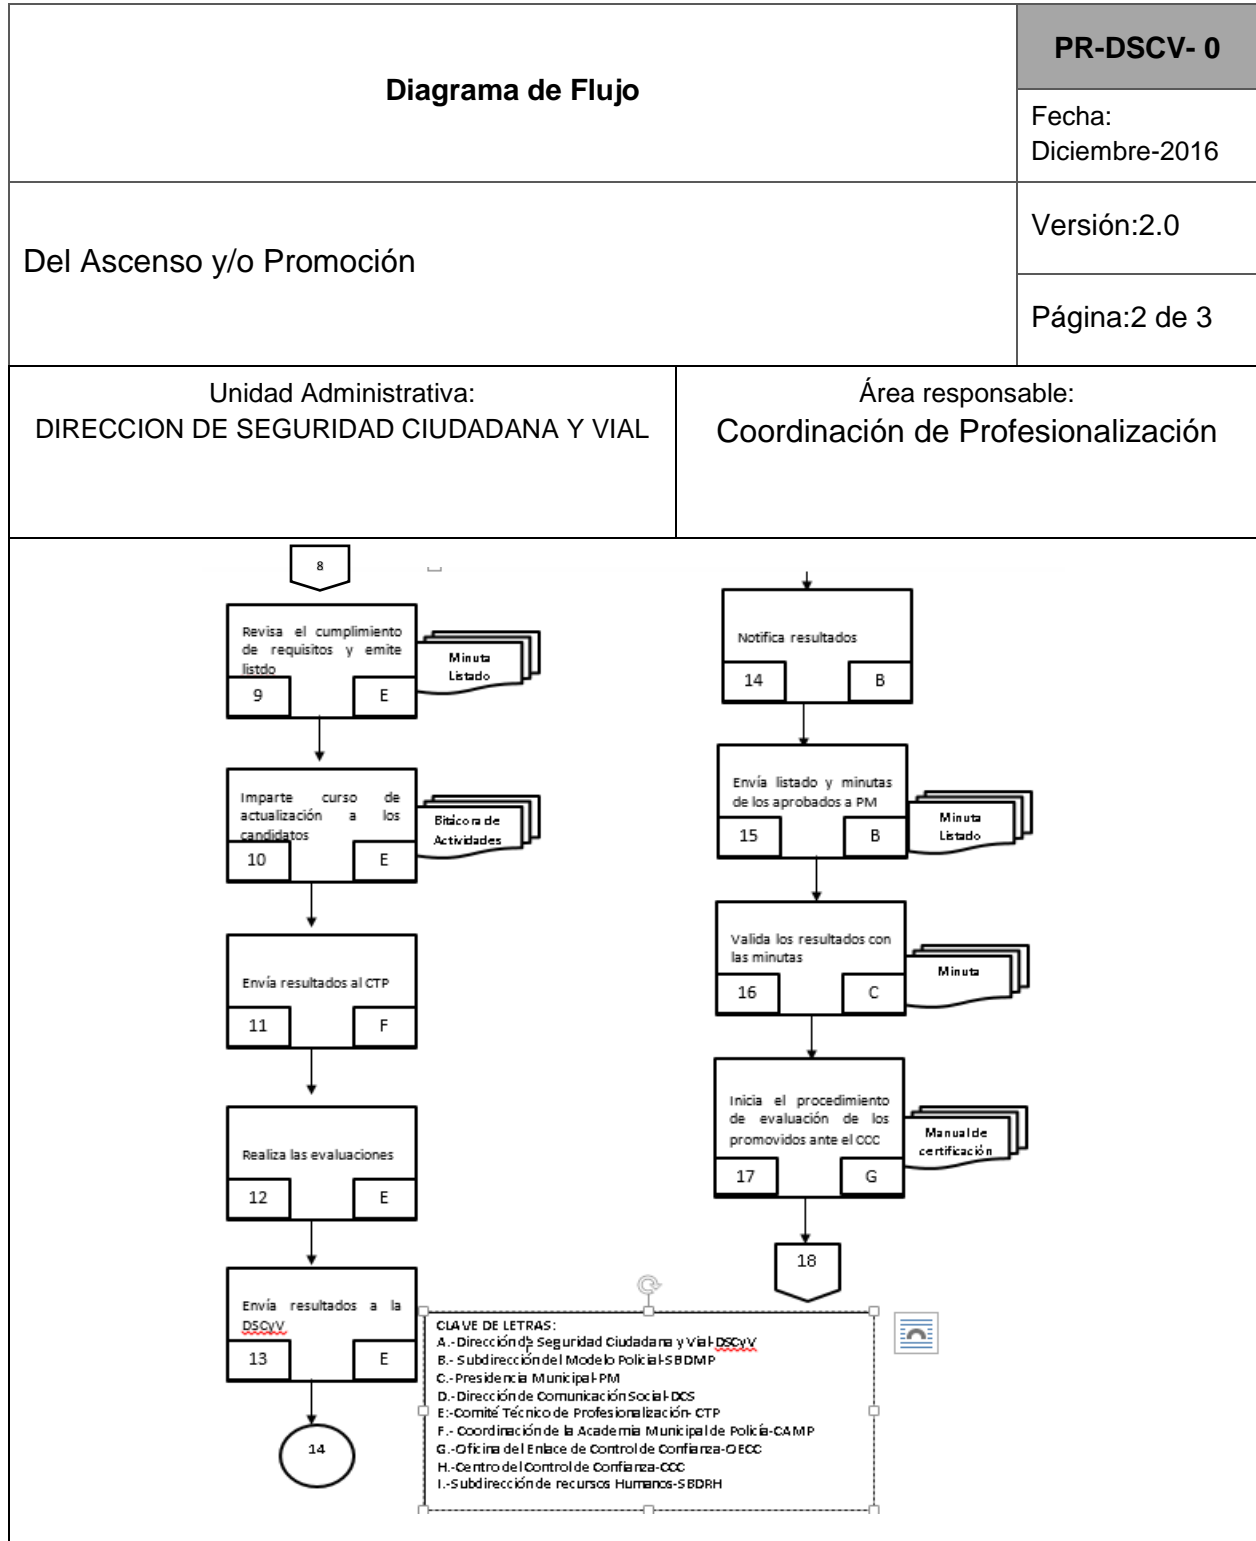 Diagrama de Flujo
PR-DSCV- 0
Fecha:
Diciembre-2016
Del Ascenso y/o Promoción
Versión:2.0
Página:2 de 3
Unidad Administrativa:
DIRECCION DE SEGURIDAD CIUDADANA Y VIAL
Área responsable:
Coordinación de Profesionalización
8
Revisa el cumplimiento
de requisitos y emite
listdo
9
E
Minuta
Listado
Imparte curso de
actualización a los
candidatos
10
E
Bitácora de
Actividades
Envía resultados al CTP
11
F
Realiza las evaluaciones
12
E
Envía resultados a la
DSCyV
13
E
14
Notifica resultados
14
B
Envía listado y minutas
de los aprobados a PM
15
B
Minuta
Listado
Valida los resultados con
las minutas
16
C
Minuta
Inicia el procedimiento
de evaluación de los
promovidos ante el CCC
17
G
Manual de
certificación
18
CLAVE DE LETRAS:
A.-Dirección de Seguridad Ciudadana y Vial-DSCyV
B.- Subdirección del Modelo Policial-SBDMP
C.-Presidencia Municipal-PM
D.-Dirección de Comunicación Social-DCS
E:-Comité Técnico de Profesionalización- CTP
F.- Coordinación de la Academia Municipal de Policía-CAMP
G.-Oficina del Enlace de Control de Confianza-OECC
H.-Centro del Control de Confianza-CCC
I.-Subdirección de recursos Humanos-SBDRH